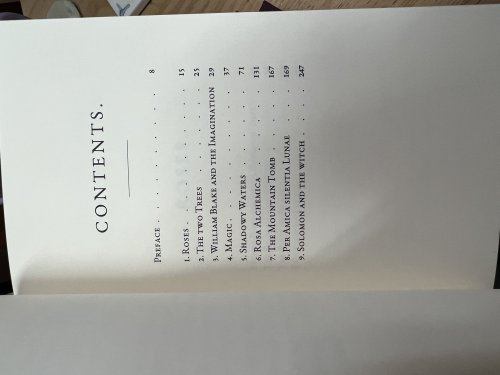 CONTENTS.
PREFACE . . . . . . . . . 8
1. ROSES . . . . . . . . 15
2. THE TWO TREES . . . . . 25
3. WILLIAM BLAKE AND THE IMAGINATION 29
4. MAGIC . . . . . . . . 37
5. SHADOWY WATERS . . . . . 71
6. ROSA ALCHEMICA . . . . . 131
7. THE MOUNTAIN TOMB . . . . 167
8. PER AMICA SILENTIA LUNAE . . 169
9. SOLOMON AND THE WITCH . . . 247